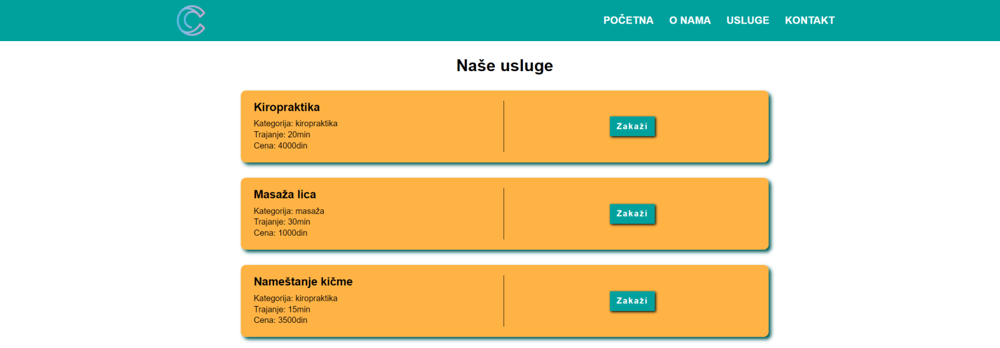 POČETNA O NAMA USLUGE KONTAKT
Naše usluge
Kiropraktika
Kategorija: kiropraktika
Trajanje: 20min
Cena: 4000din
Zakaži
Masaža lica
Kategorija: masaža
Trajanje: 30min
Cena: 1000din
Zakaži
Nameštanje kičme
Kategorija: kiropraktika
Trajanje: 15min
Cena: 3500din
Zakaži